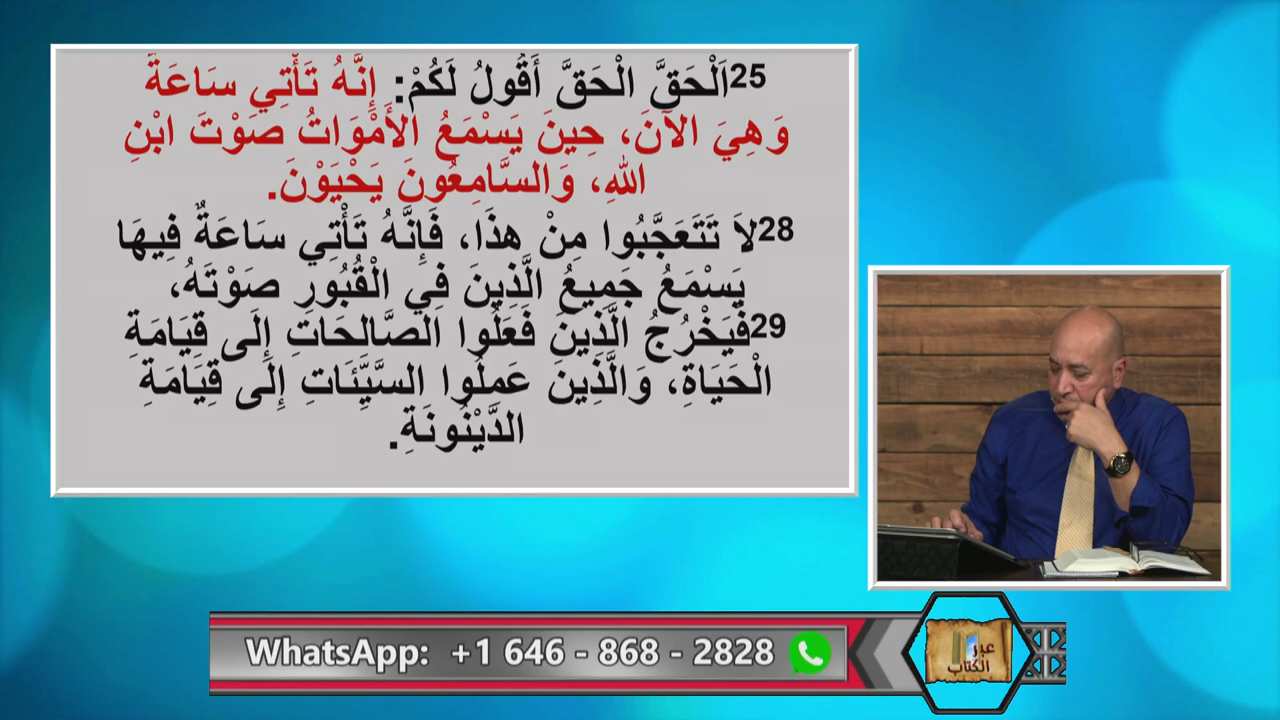 25اَلْحَقَّ الْحَقَّ أَقُولُ لَكُمْ: إِنَّهُ تَأْتِي سَاعَةٌ
وَهِيَ الآنَ، حِينَ يَسْمَعُ الأَمْوَاتُ صَوْتَ ابْنِ
اللهِ، وَالسَّامِعُونَ يَحْيَوْنَ.
28لاَ تَتَعَجَّبُوا مِنْ هذَا، فَإِنَّهُ تَأْتِي سَاعَةٌ فِيهَا
يَسْمَعُ جَمِيعُ الَّذِينَ فِي الْقُبُورِ صَوْتَهُ،
29فَيَخْرُجُ الَّذِينَ فَعَلُوا الصَّالِحَاتِ إِلَى قِيَامَةِ
الْحَيَاةِ، وَالَّذِينَ عَمِلُوا السَّيِّئَاتِ إِلَى قِيَامَةِ
الدَّيْنُونَةِ.
WhatsApp: +1 646 - 868 - 2828
عبر
الكتاب